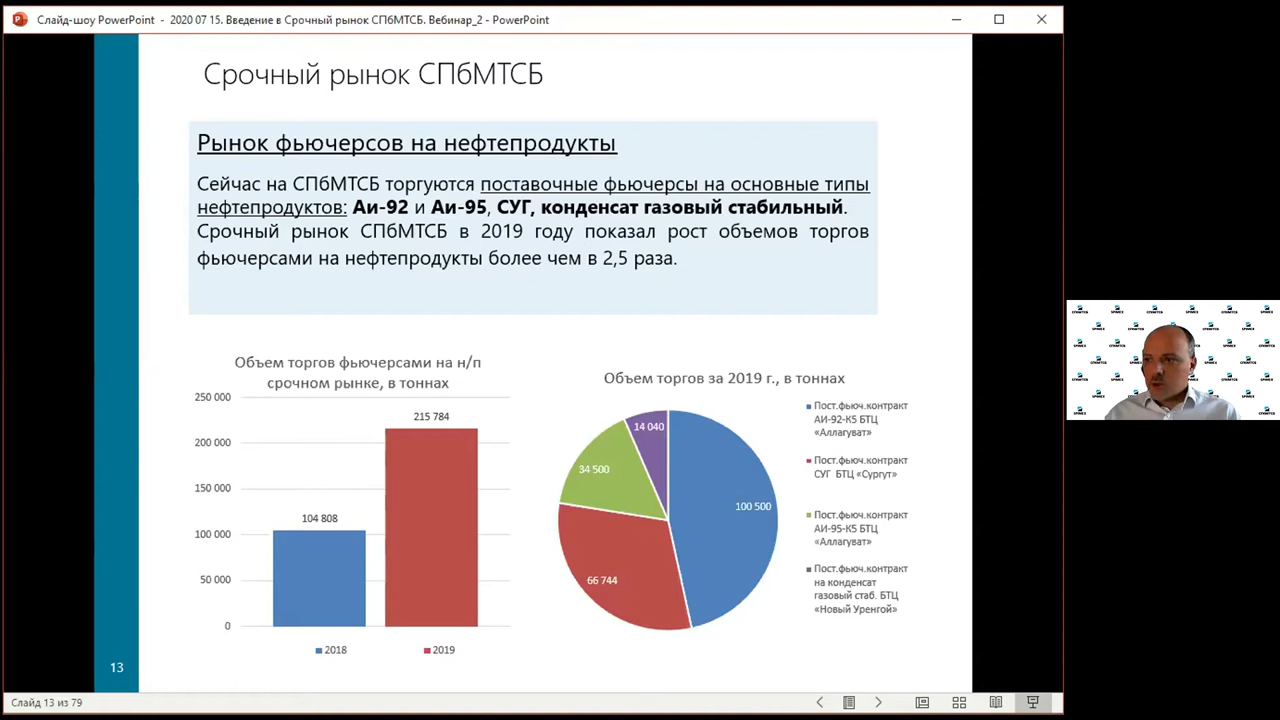 Слайд-шоу PowerPoint - 2020 07 15. Введение в Срочный рынок СПбМТСБ. Вебинар_2 - PowerPoint
Срочный рынок СПбМТСБ
Рынок фьючерсов на нефтепродукты
Сейчас на СПбМТСБ торгуются поставочные фьючерсы на основные типы
нефтепродуктов: Аи-92 и Аи-95, СУГ, конденсат газовый стабильный.
Срочный рынок СПбМТСБ в 2019 году показал рост объемов торгов
фьючерсами на нефтепродукты более чем в 2,5 раза.
Объем торгов фьючерсами на н/п
срочном рынке, в тоннах
250 000
200 000
150 000
100 000
50 000
0
104 808
215 784
2018
2019
Объем торгов за 2019 г., в тоннах
14 040
34 500
100 500
66 744
Пост.фьюч.контракт
АИ-92-К5 БТЦ
«Аллагуват»
Пост.фьюч.контракт
СУГ БТЦ «Сургут»
Пост.фьюч.контракт
АИ-95-К5 БТЦ
«Аллагуват»
Пост.фьюч.контракт
на конденсат
газовый стаб. БТЦ
«Новый Уренгой»
13
Слайд 13 из 79